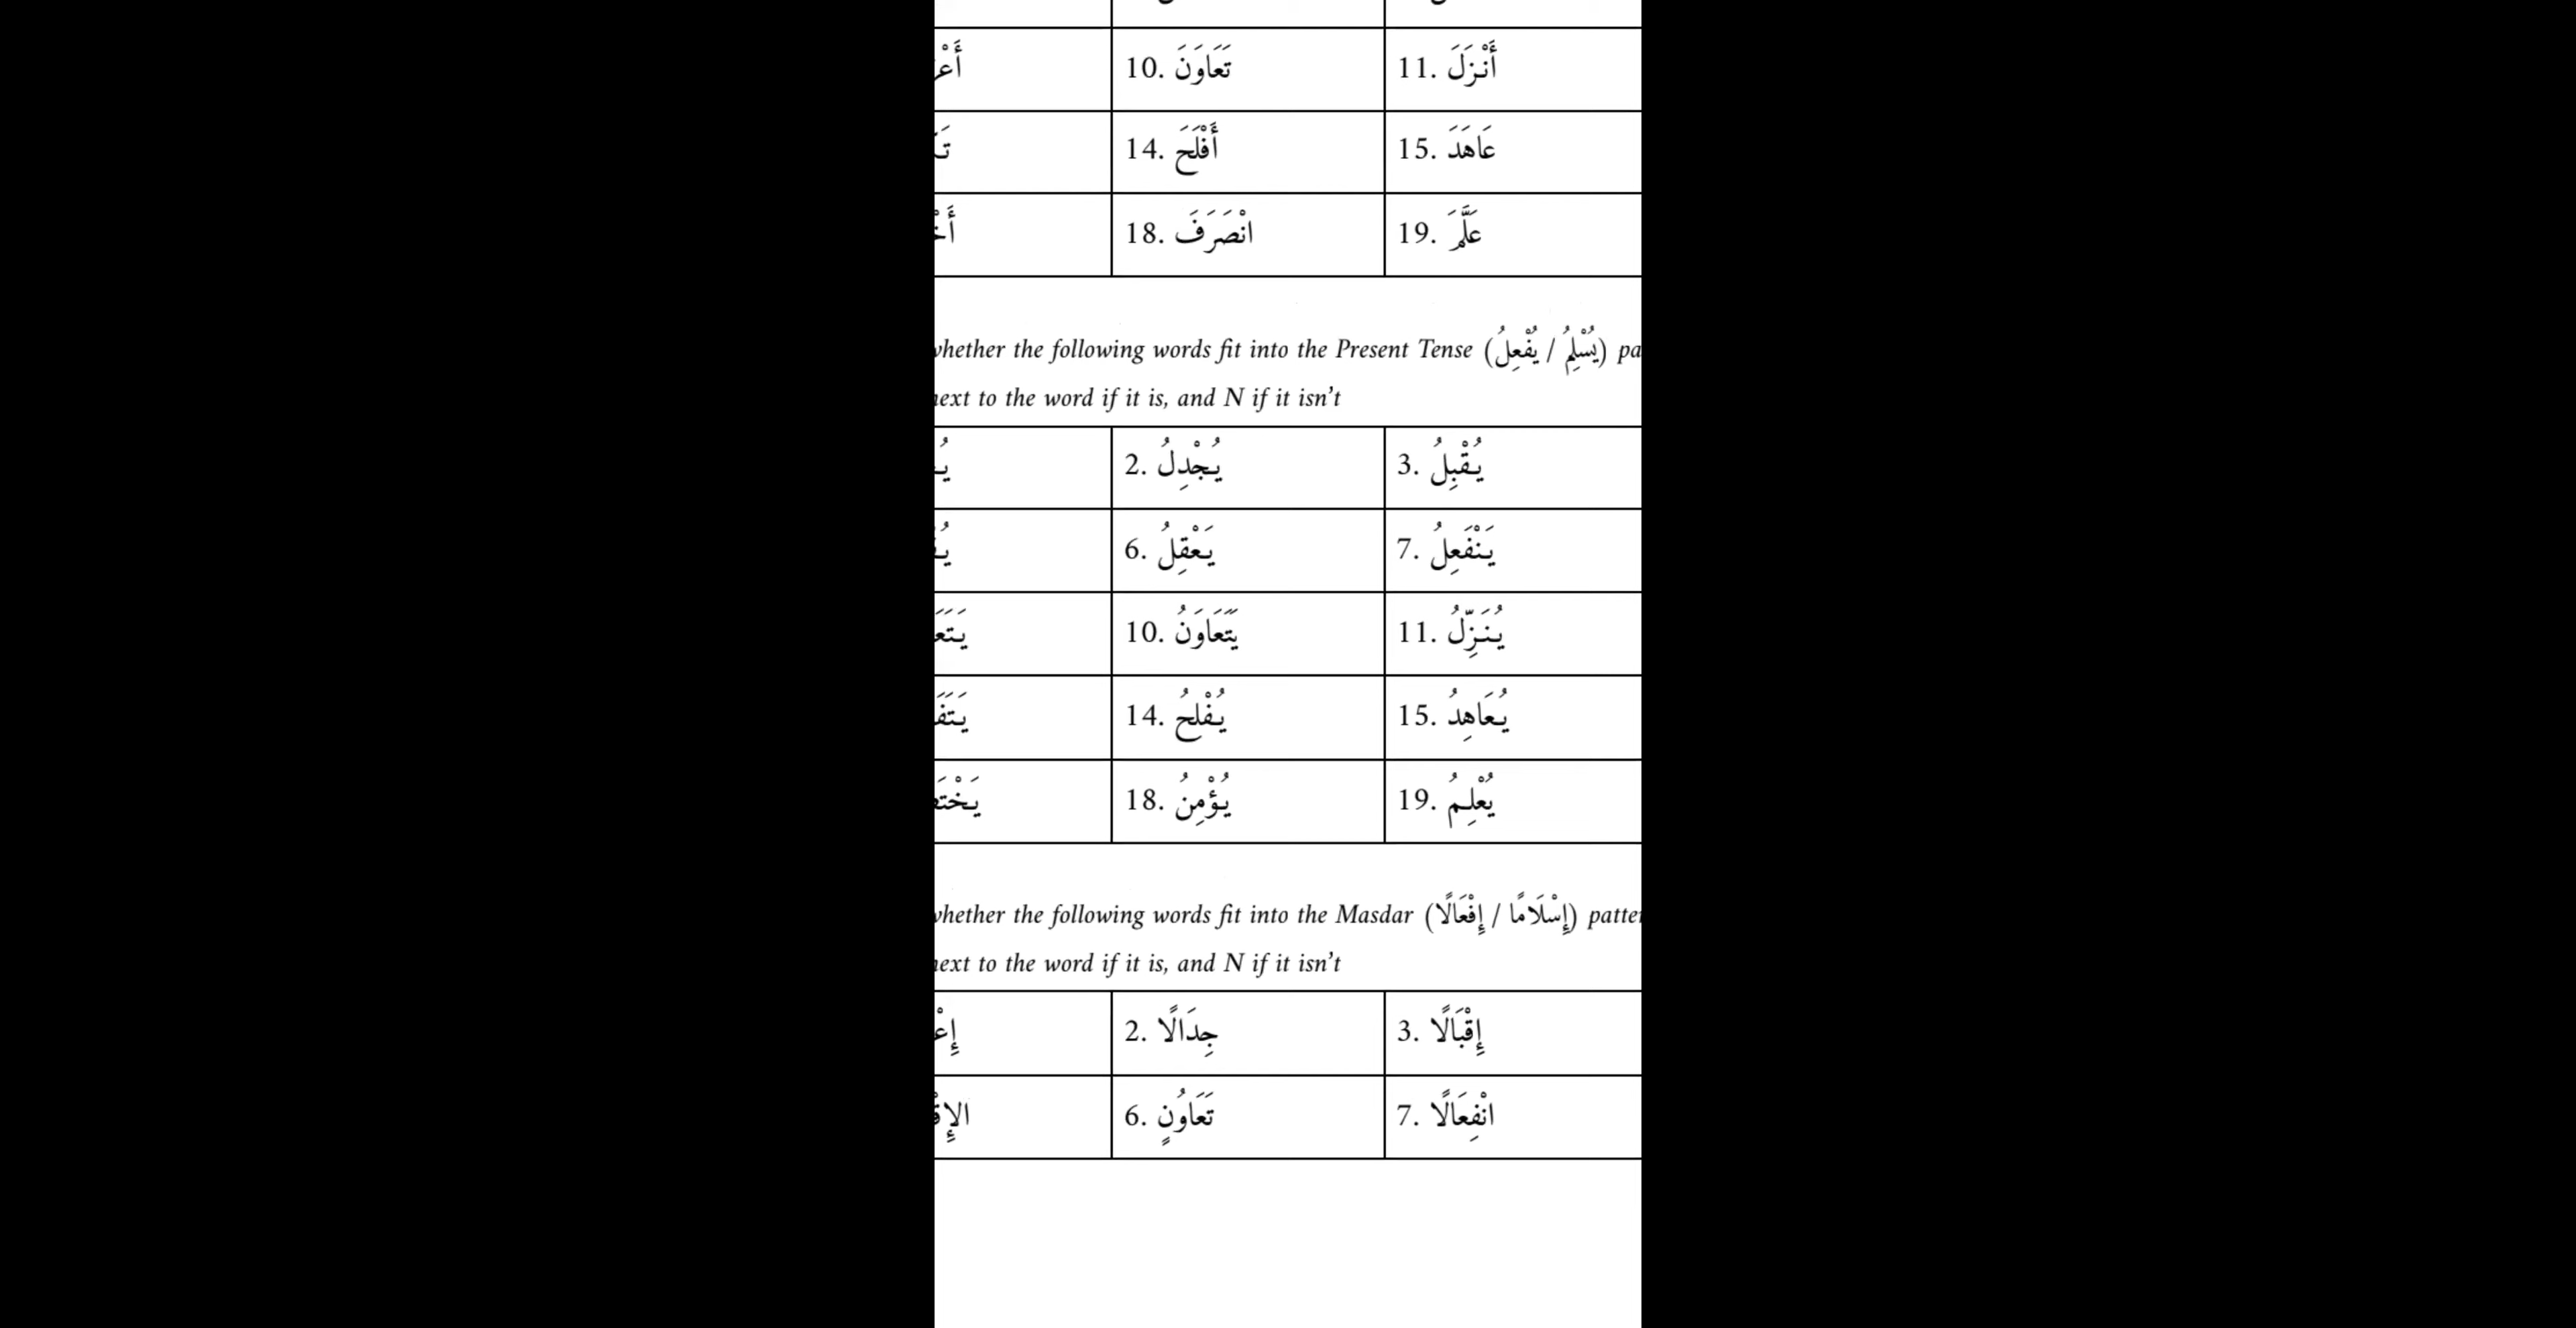 10. تَعَاوَنَ 11. أَنْزَلَ
14. أَفْلَحَ 15. عَاهَدَ
18. انْصَرَفَ 19. عَلَّمَ
whether the following words fit into the Present Tense (يُسْلِمُ / يُفْعِلُ)
next to the word if it is, and N if it isn't
2. يُجْدِلُ 3. يُقْبِلُ
6. يَعْقِلُ 7. يَنْفَعِلُ
10. يَتَعَاوَنُ 11. يُنَزِّلُ
14. يُفْلِحُ 15. يُعَاهِدُ
18. يُؤْمِنُ 19. يُعْلِمُ
whether the following words fit into the Masdar (إِسْلَامًا / إِفْعَالًا)
next to the word if it is, and N if it isn't
2. جِدَالًا 3. إِقْبَالًا
6. تَعَاوُنٍ 7. انْفِعَالًا